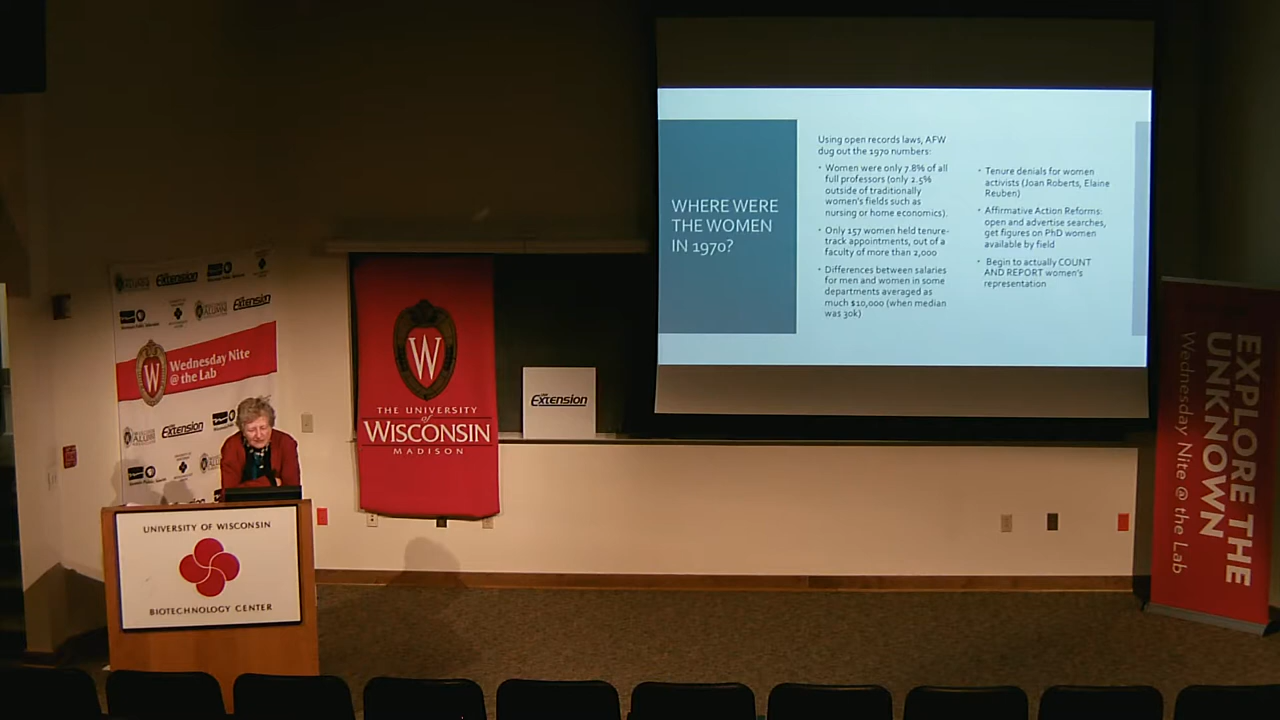 WHERE WERE
THE WOMEN
IN 1970?
Using open records laws, AFW
dug out the 1970 numbers:
• Women were only 7.8% of all
full professors (only 2.5%
outside of traditionally
women's fields such as
nursing or home economics).
• Only 157 women held tenure-
track appointments, out of a
faculty of more than 2,000
• Differences between salaries
for men and women in some
departments averaged as
much $10,000 (when median
was 30k)
• Tenure denials for women
activists (Joan Roberts, Elaine
Reuben)
• Affirmative Action Reforms:
open and advertise searches,
get figures on PhD women
available by field
• Begin to actually COUNT
AND REPORT women's
representation
Extension
Extension
Wednesday Nite
@ the Lab
W
Extension
W
THE UNIVERSITY
of
WISCONSIN
MADISON
Extension
UNIVERSITY OF WISCONSIN
BIOTECHNOLOGY CENTER
EXPLORE THE
UNKNOWN
Wednesday Nite @ the Lab